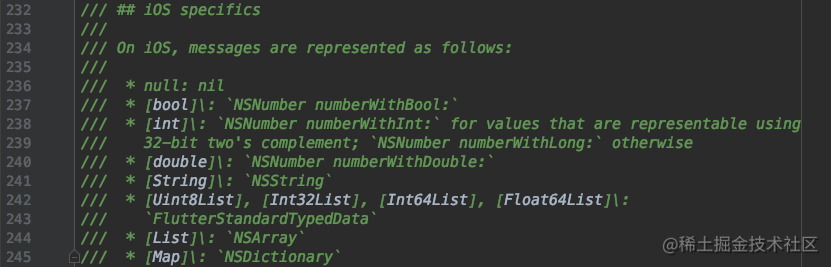 232 /// ## iOS specifics
233 ///
234 /// On iOS, messages are represented as follows:
235 ///
236 ///  * null: nil
237 ///  * [bool]\: `NSNumber numberWithBool:`
238 ///  * [int]\: `NSNumber numberWithInt:` for values that are representable using
239 ///    32-bit two's complement; `NSNumber numberWithLong:` otherwise
240 ///  * [double]\: `NSNumber numberWithDouble:`
241 ///  * [String]\: `NSString`
242 ///  * [Uint8List], [Int32List], [Int64List], [Float64List]\:
243 ///    `FlutterStandardTypedData`
244 ///  * [List]\: `NSArray`
245 ///  * [Map]\: `NSDictionary`
@稀土掘金技术社区